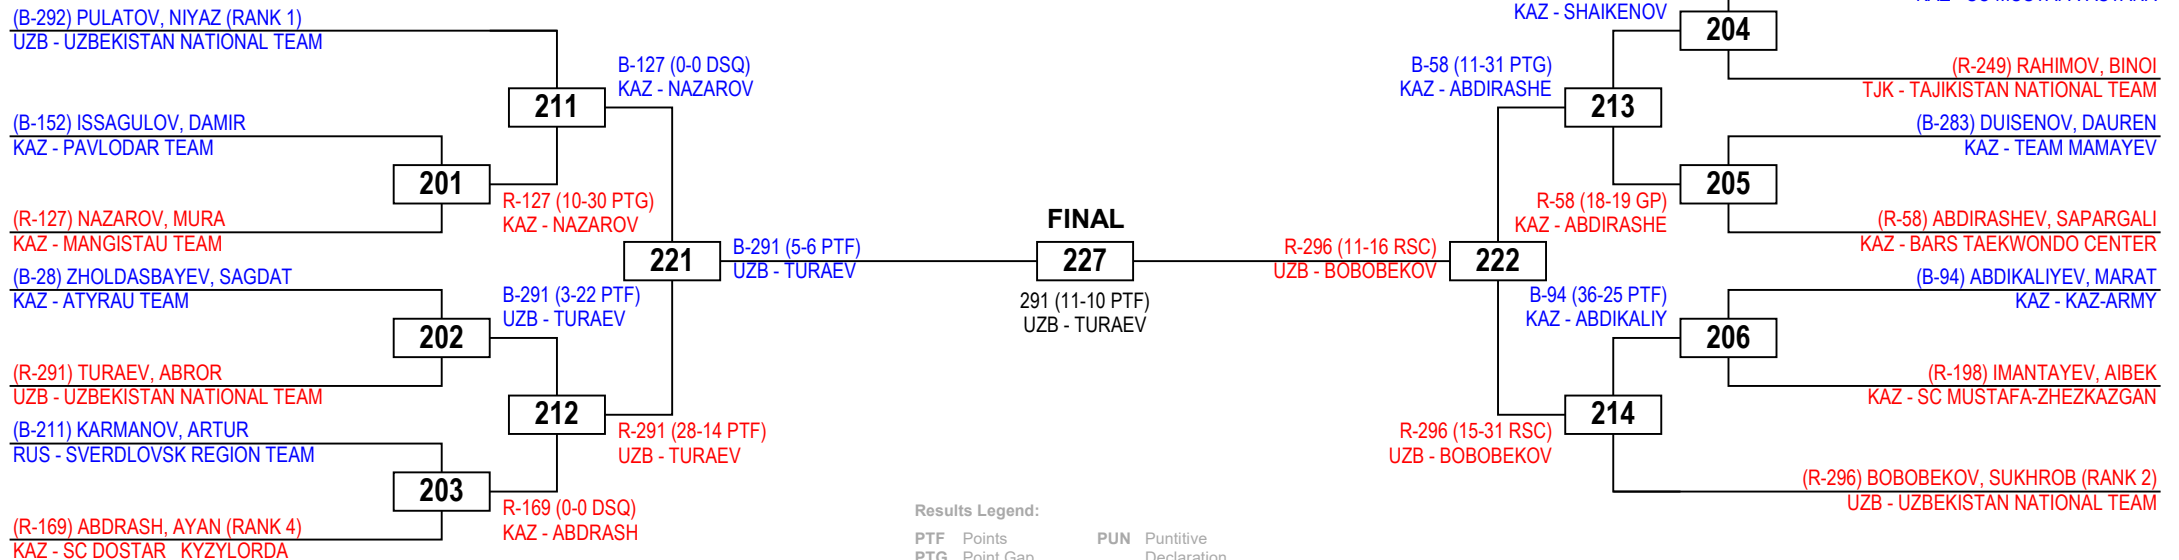 (B-292) PULATOV, NIYAZ (RANK 1)
UZB - UZBEKISTAN NATIONAL TEAM
(B-152) ISSAGULOV, DAMIR
KAZ - PAVLODAR TEAM
(R-127) NAZAROV, MURA
KAZ - MANGISTAU TEAM
(B-28) ZHOLDASBAYEV, SAGDAT
KAZ - ATYRAU TEAM
(R-291) TURAEV, ABROR
UZB - UZBEKISTAN NATIONAL TEAM
(B-211) KARMANOV, ARTUR
RUS - SVERDLOVSK REGION TEAM
(R-169) ABDRASH, AYAN (RANK 4)
KAZ - SC DOSTAR KYZYLORDA
201
202
203
R-127 (10-30 PTG)
KAZ - NAZAROV
B-291 (3-22 PTF)
UZB - TURAEV
R-169 (0-0 DSQ)
KAZ - ABDRASH
211
212
B-127 (0-0 DSQ)
KAZ - NAZAROV
R-291 (28-14 PTF)
UZB - TURAEV
221
B-291 (5-6 PTF)
UZB - TURAEV
FINAL
227
291 (11-10 PTF)
UZB - TURAEV
R-296 (11-16 RSC)
UZB - BOBOBEKOV
222
B-58 (11-31 PTG)
KAZ - ABDIRASHE
R-296 (15-31 RSC)
UZB - BOBOBEKOV
213
214
KAZ - SHAIKENOV
R-58 (18-19 GP)
KAZ - ABDIRASHE
B-94 (36-25 PTF)
KAZ - ABDIKALIY
204
205
206
(R-249) RAHIMOV, BINOI
TJK - TAJIKISTAN NATIONAL TEAM
(B-283) DUISENOV, DAUREN
KAZ - TEAM MAMAYEV
(R-58) ABDIRASHEV, SAPARGALI
KAZ - BARS TAEKWONDO CENTER
(B-94) ABDIKALIYEV, MARAT
KAZ - KAZ-ARMY
(R-198) IMANTAYEV, AIBEK
KAZ - SC MUSTAFA-ZHEZKAZGAN
(R-296) BOBOBEKOV, SUKHROB (RANK 2)
UZB - UZBEKISTAN NATIONAL TEAM
Results Legend:
PTF Points
PTG Point Gap
PUN Puntitive
Declaration